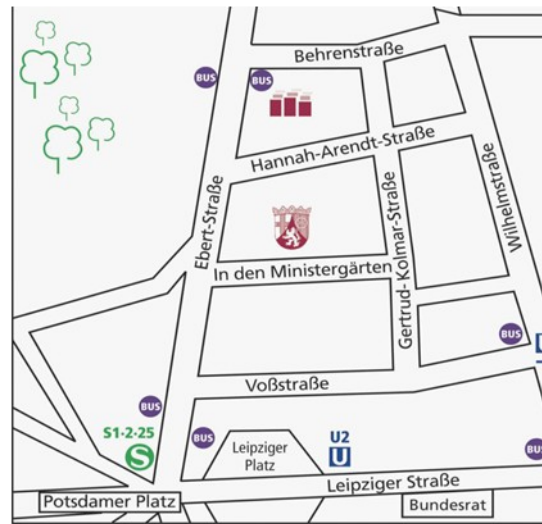 Behrenstraße
BUS
BUS
Hannah-Arendt-Straße
Ebert-Straße
Gertrud-Kolmar-Straße
Wilhelmstraße
In den Ministergärten
BUS
Voßstraße
BUS
S1·2·25
S
BUS
Leipziger
Platz
U2
U
BUS
Leipziger Straße
Potsdamer Platz
Bundesrat